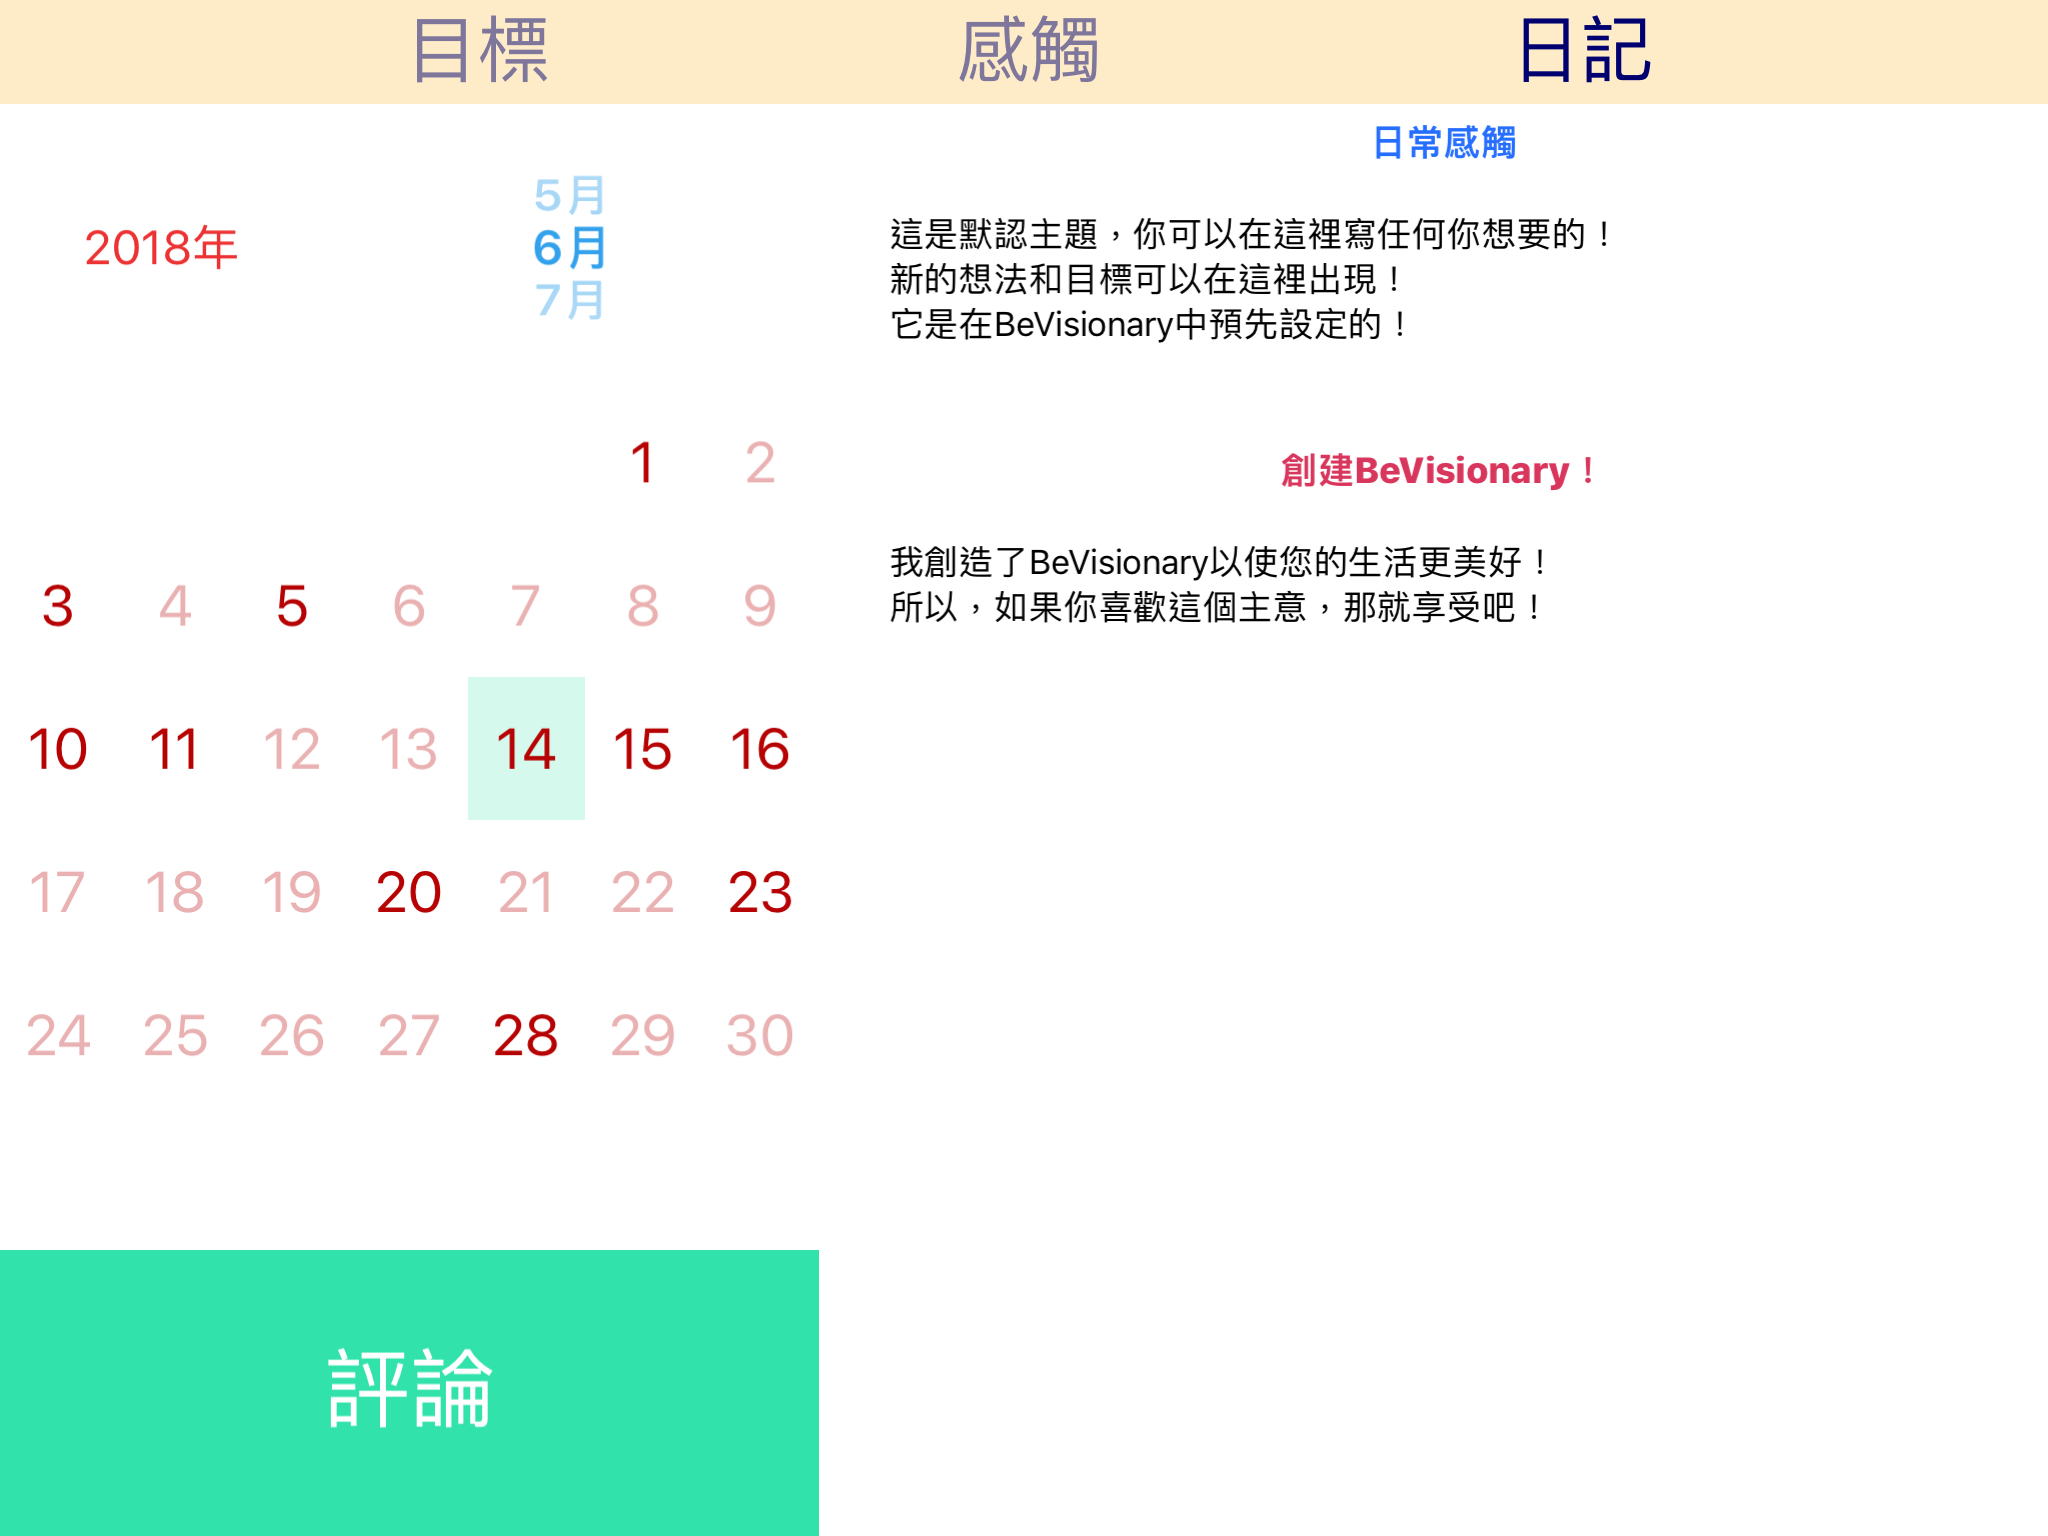 目標 感觸 日記
日常感觸
5月
2018年 6月
7月
這是默認主題，你可以在這裡寫任何你想要的！
新的想法和目標可以在這裡出現！
它是在BeVisionary中預先設定的！
創建BeVisionary！
我創造了BeVisionary以使您的生活更美好！
所以，如果你喜歡這個主意，那就享受吧！
1 2
3 4 5 6 7 8 9
10 11 12 13 14 15 16
17 18 19 20 21 22 23
24 25 26 27 28 29 30
評論